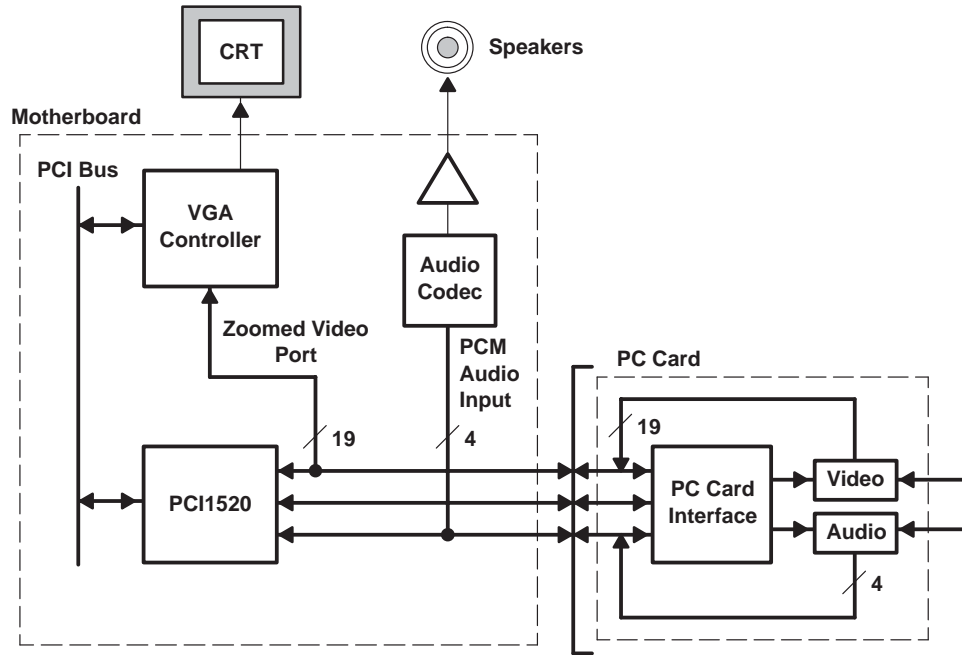 CRT
Speakers
Motherboard
PCI Bus
VGA
Controller
Audio
Codec
Zoomed Video
Port
PCM
Audio
Input
PC Card
19
4
19
PCI1520
PC Card
Interface
Video
Audio
4